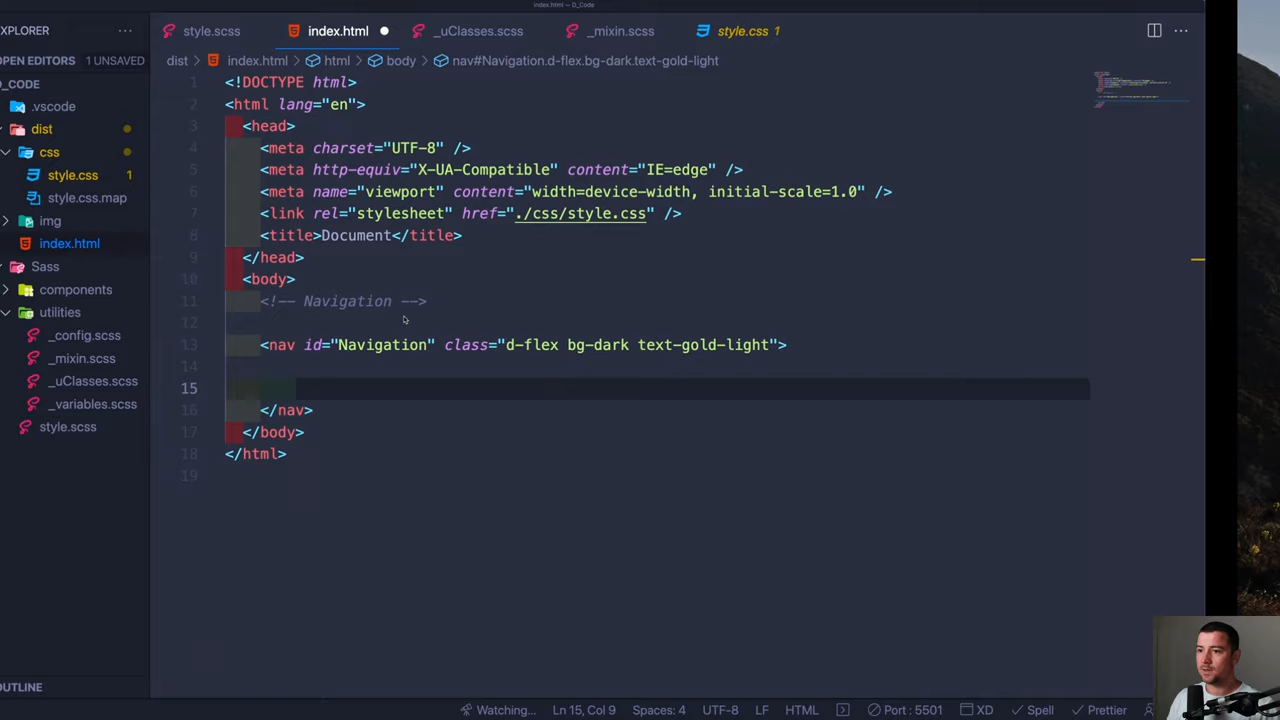 index.html — D_Code
XPLORER
style.scss
index.html
_uClasses.scss
_mixin.scss
style.css 1
OPEN EDITORS 1 UNSAVED
dist > index.html > html > body > nav#Navigation.d-flex.bg-dark.text-gold-light
D_CODE
.vscode
dist
css
style.css 1
style.css.map
img
index.html
Sass
components
utilities
_config.scss
_mixin.scss
_uClasses.scss
_variables.scss
style.scss
1 <!DOCTYPE html>
2 <html lang="en">
3 <head>
4 <meta charset="UTF-8" />
5 <meta http-equiv="X-UA-Compatible" content="IE=edge" />
6 <meta name="viewport" content="width=device-width, initial-scale=1.0" />
7 <link rel="stylesheet" href="./css/style.css" />
8 <title>Document</title>
9 </head>
10 <body>
11 <!-- Navigation -->
12
13 <nav id="Navigation" class="d-flex bg-dark text-gold-light">
14
15
16 </nav>
17 </body>
18 </html>
19
OUTLINE
Watching... Ln 15, Col 9 Spaces: 4 UTF-8 LF HTML Port : 5501 XD Spell Prettier